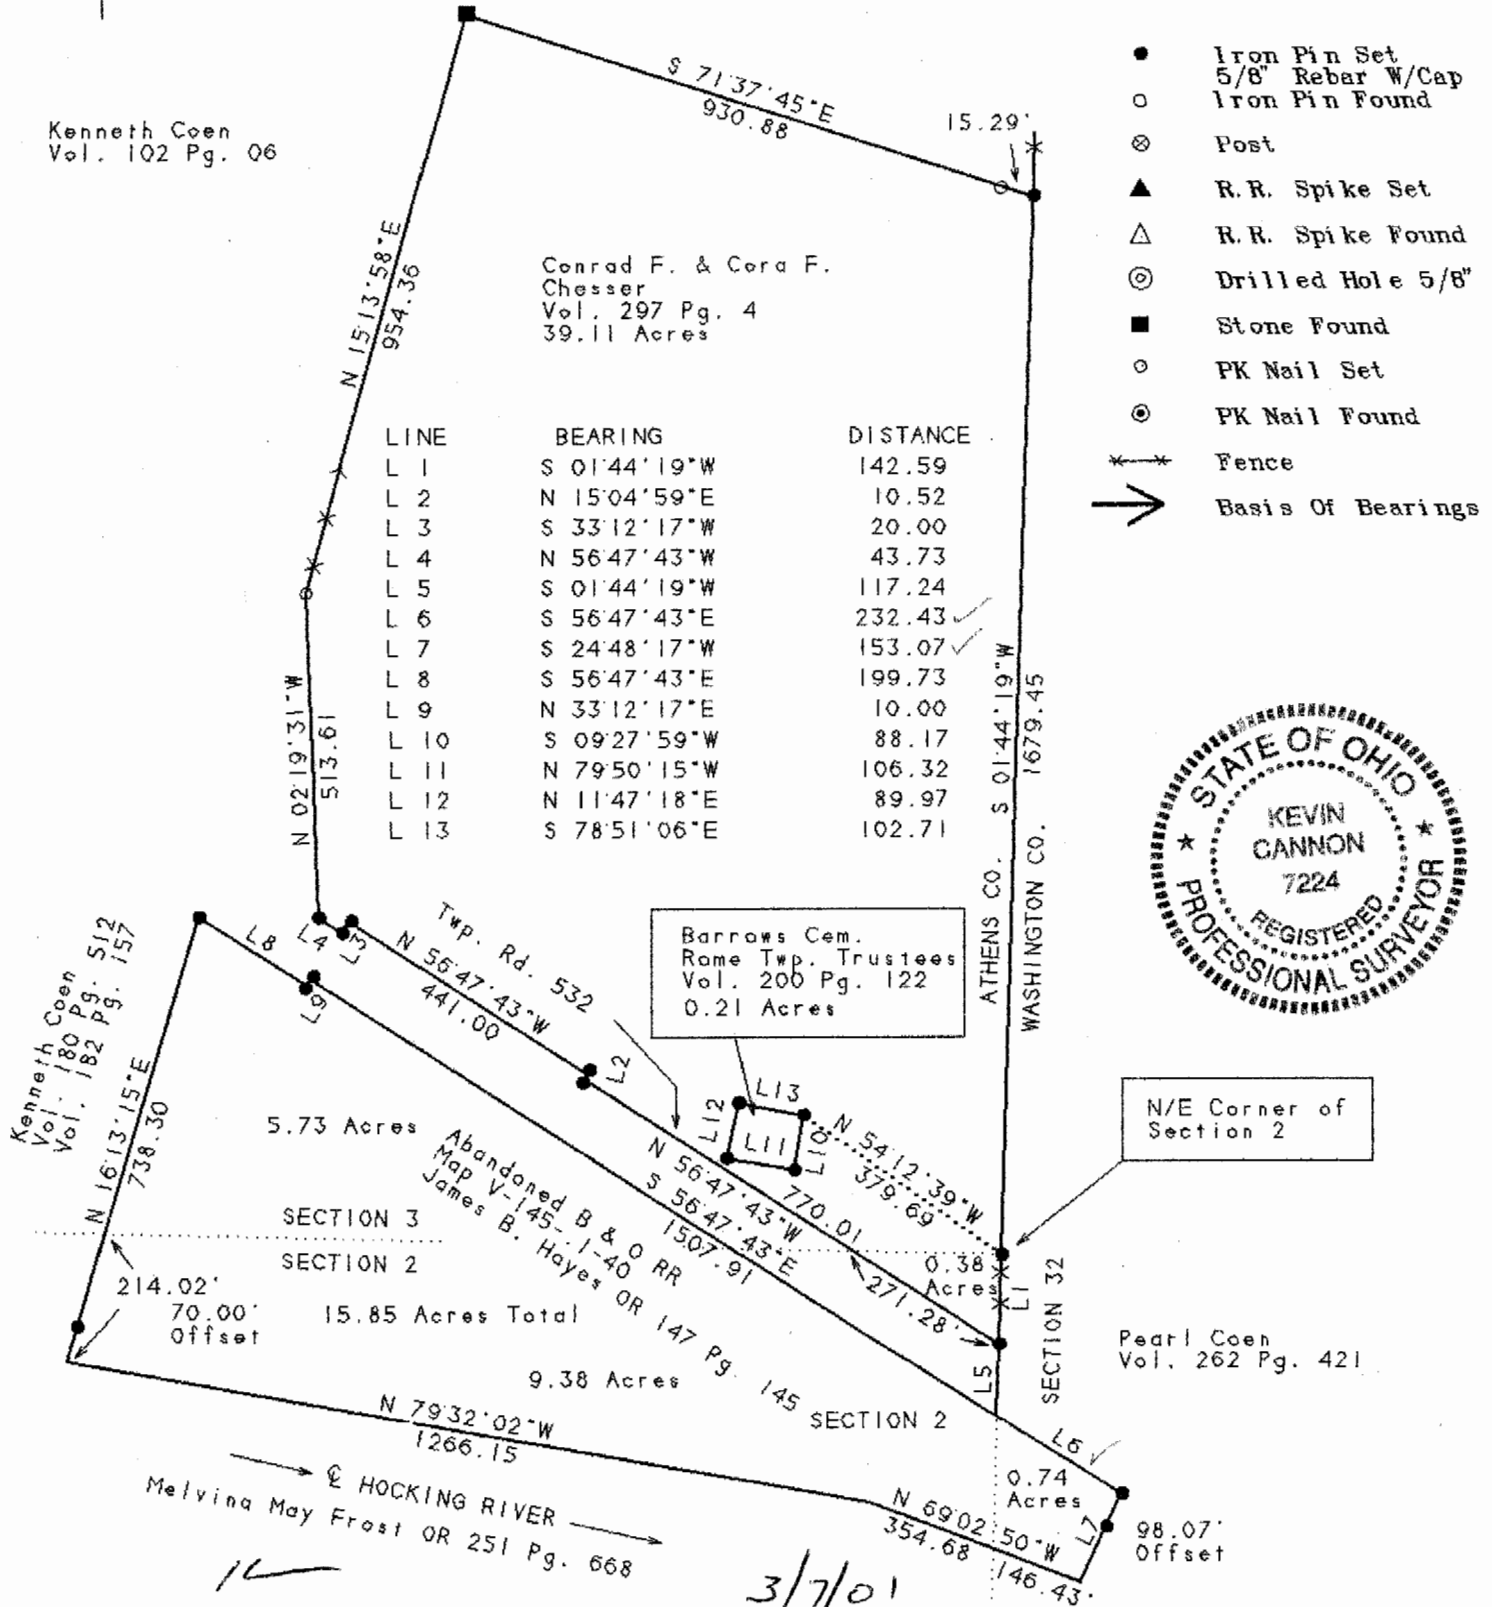 Kenneth Coen
Vol. 102 Pg. 06
S 71°37'45"E
930.88
15.29'
Iron Pin Set
5/8" Rebar W/Cap
Iron Pin Found
Post
R.R. Spike Set
R.R. Spike Found
Drilled Hole 5/8"
Stone Found
PK Nail Set
PK Nail Found
Fence
Basis Of Bearings
N 15°13'58"E
954.36
Conrad F. & Cora F.
Chesser
Vol. 297 Pg. 4
39.11 Acres
LINE BEARING DISTANCE
L 1 S 01°44'19"W 142.59
L 2 N 15°04'59"E 10.52
L 3 S 33°12'17"W 20.00
L 4 N 56°47'43"W 43.73
L 5 S 01°44'19"W 117.24
L 6 S 56°47'43"E 232.43
L 7 S 24°48'17"W 153.07
L 8 S 56°47'43"E 199.73
L 9 N 33°12'17"E 10.00
L 10 S 09°27'59"W 88.17
L 11 N 79°50'15"W 106.32
L 12 N 11°47'18"E 89.97
L 13 S 78°51'06"E 102.71
N 02°19'31"W
513.61
S 01°44'19"W
1679.45
ATHENS CO.
WASHINGTON CO.
STATE OF OHIO
KEVIN
CANNON
7224
REGISTERED
PROFESSIONAL SURVEYOR
Kenneth Coen
Vol. 180 Pg. 512
Vol. 182 Pg. 157
L8
L4
L3
L9
N 56°47'43"W
441.00
Twp. Rd. 532
L2
Barrows Cem.
Rome Twp. Trustees
Vol. 200 Pg. 122
0.21 Acres
L13
L12
L11
L10
N 54°12'39"W
379.69
N/E Corner of
Section 2
N 16°13'15"E
738.30
5.73 Acres
Abandoned B & O RR
Map V-145-.1-40
James B. Hayes OR 147 Pg. 145
N 56°47'43"W
770.01
S 56°47'43"E
1507.91
SECTION 3
SECTION 2
214.02'
70.00'
Offset
15.85 Acres Total
0.38
Acres
271.28'
L1
L5
SECTION 32
Pearl Coen
Vol. 262 Pg. 421
9.38 Acres
SECTION 2
N 79°32'02"W
1266.15
L6
0.74
Acres
L7
98.07'
Offset
N 69°02'50"W
354.68
146.43'
℄ HOCKING RIVER
Melvina May Frost OR 251 Pg. 668
3/7/01